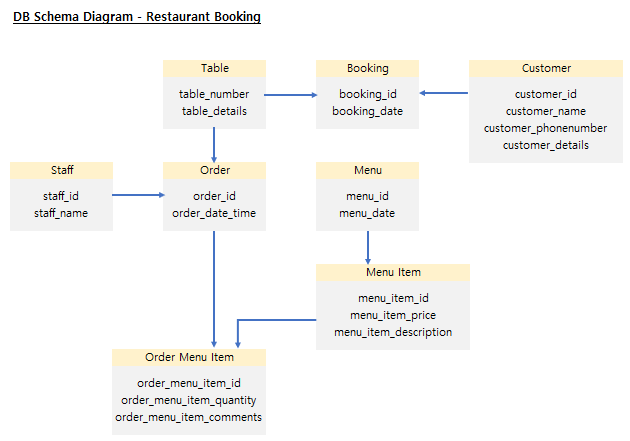 DB Schema Diagram - Restaurant Booking
Table
table_number
table_details
Booking
booking_id
booking_date
Customer
customer_id
customer_name
customer_phonenumber
customer_details
Staff
staff_id
staff_name
Order
order_id
order_date_time
Menu
menu_id
menu_date
Menu Item
menu_item_id
menu_item_price
menu_item_description
Order Menu Item
order_menu_item_id
order_menu_item_quantity
order_menu_item_comments